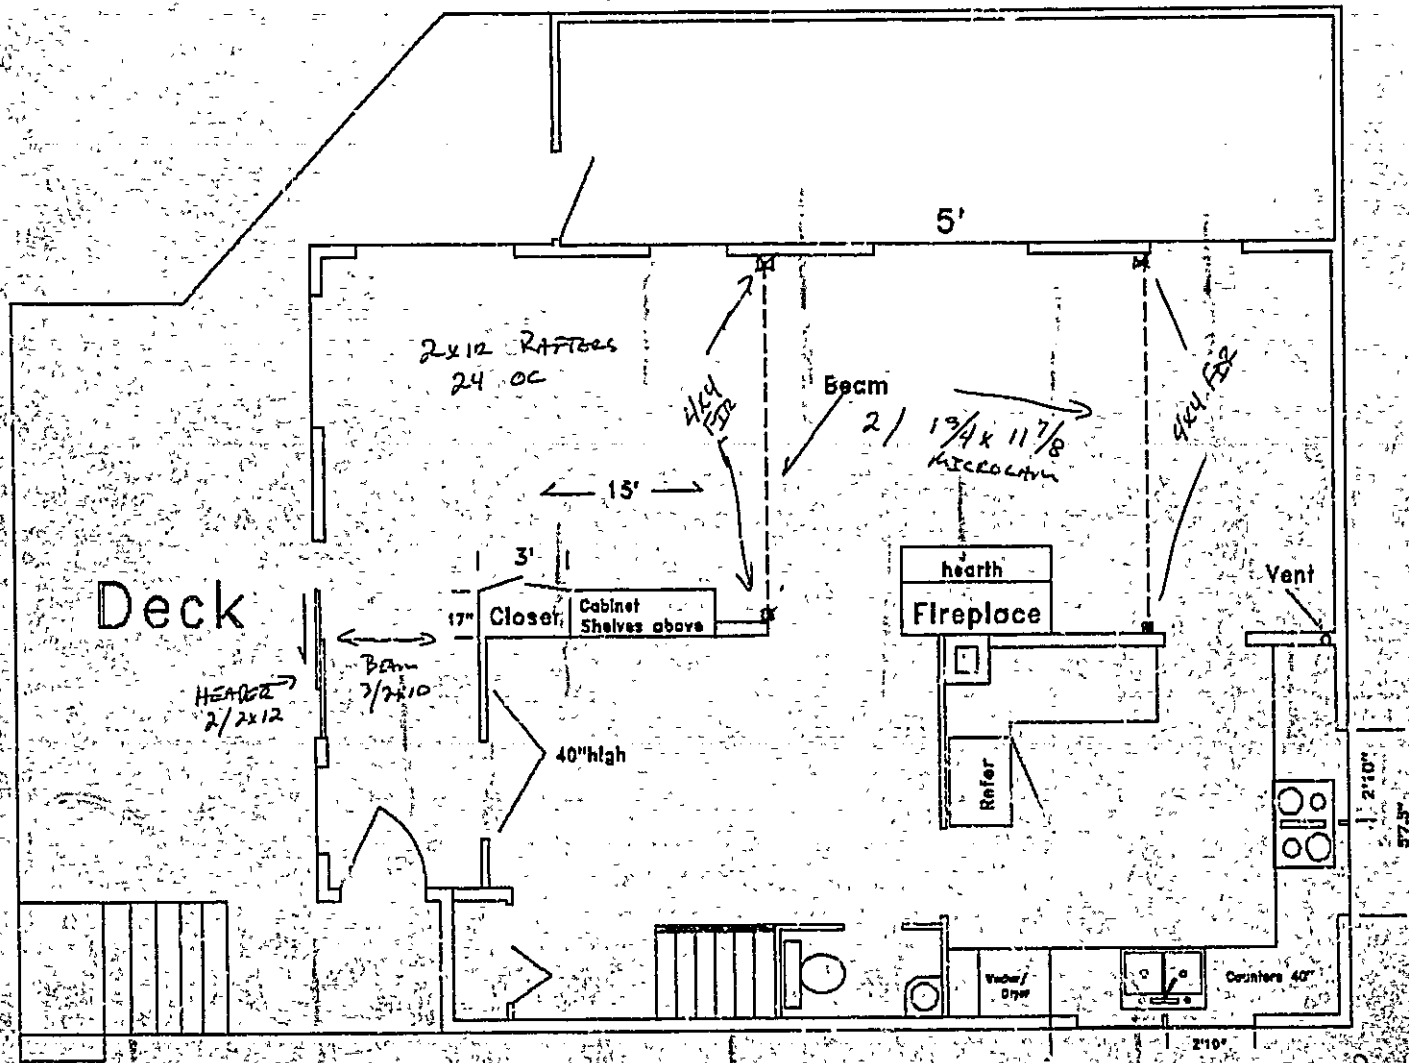 5'
2x12 RAFTERS
24 OC
4x4
FIR
Beam
2/ 1 3/4 x 11 7/8
MICROLAM
4x4 FIR
15'
3'
hearth
Fireplace
Vent
17"
Closet
Cabinet
Shelves above
Deck
BEAM
3/2x10
HEADER
2/2x12
40"high
Refer
2'10"
Washer/
Dryer
Counters 40"
2'10"